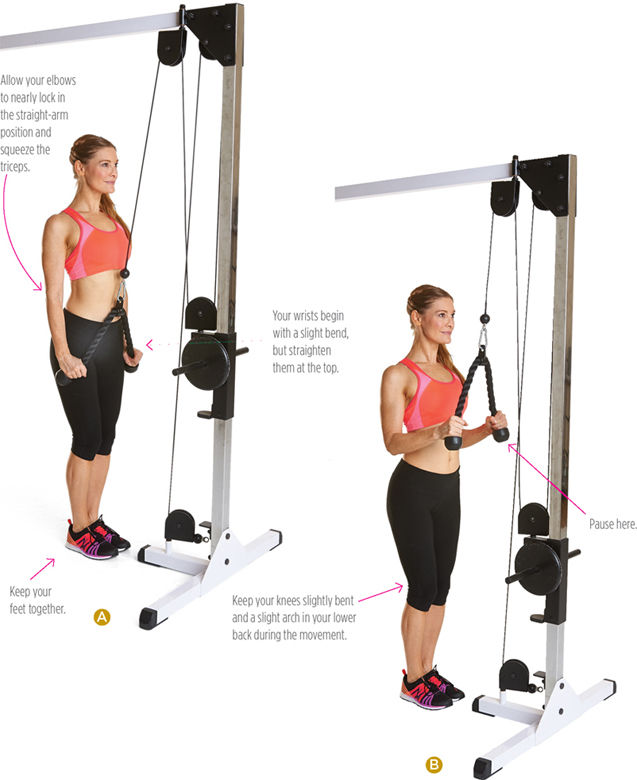 Allow your elbows
to nearly lock in
the straight-arm
position and
squeeze the
triceps.
Your wrists begin
with a slight bend,
but straighten
them at the top.
Keep your
feet together.
A
Pause here.
Keep your knees slightly bent
and a slight arch in your lower
back during the movement.
B